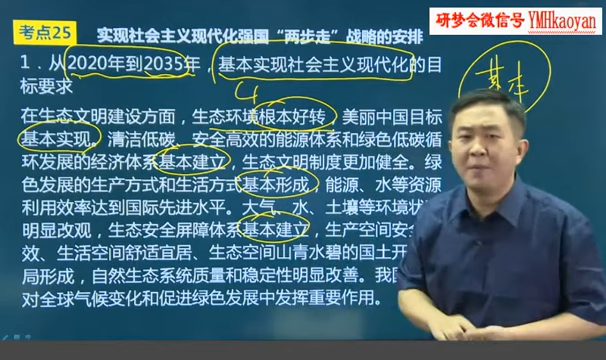 研梦会微信号
YMHkaoyan
考点25 实现社会主义现代化强国“两步走”战略的安排
1．从2020年到2035年，基本实现社会主义现代化的目
标要求
基本
4
在生态文明建设方面，生态环境根本好转，美丽中国目标
基本实现。清洁低碳、安全高效的能源体系和绿色低碳循
环发展的经济体系基本建立，生态文明制度更加健全。绿
色发展的生产方式和生活方式基本形成，能源、水等资源
利用效率达到国际先进水平。大气、水、土壤等环境状
明显改观，生态安全屏障体系基本建立，生产空间安
效、生活空间舒适宜居、生态空间山青水碧的国土开
局形成，自然生态系统质量和稳定性明显改善。我
对全球气候变化和促进绿色发展中发挥重要作用。